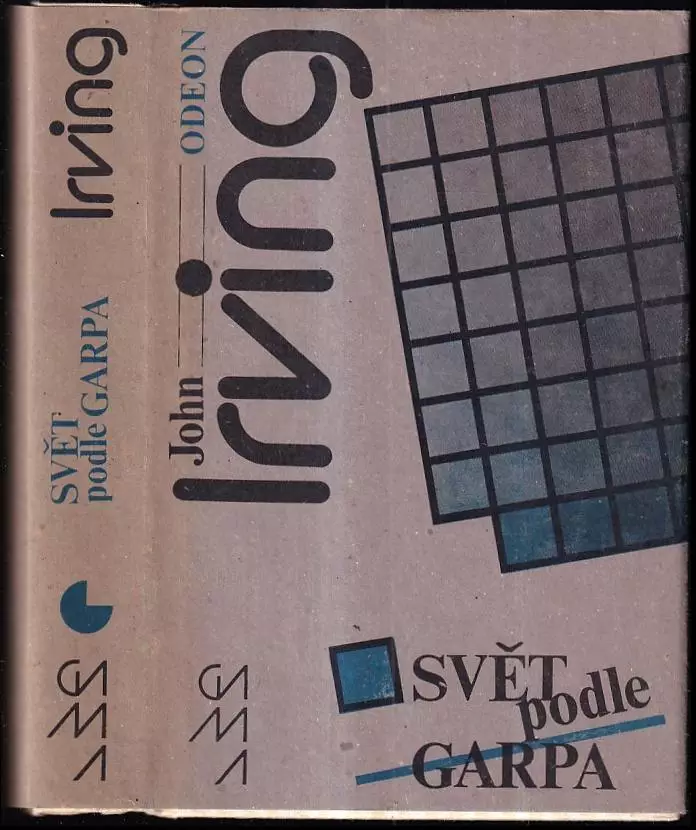 SVĚT
podle GARPA
Irving
John
ODEON
Irving
SVĚT
podle
GARPA